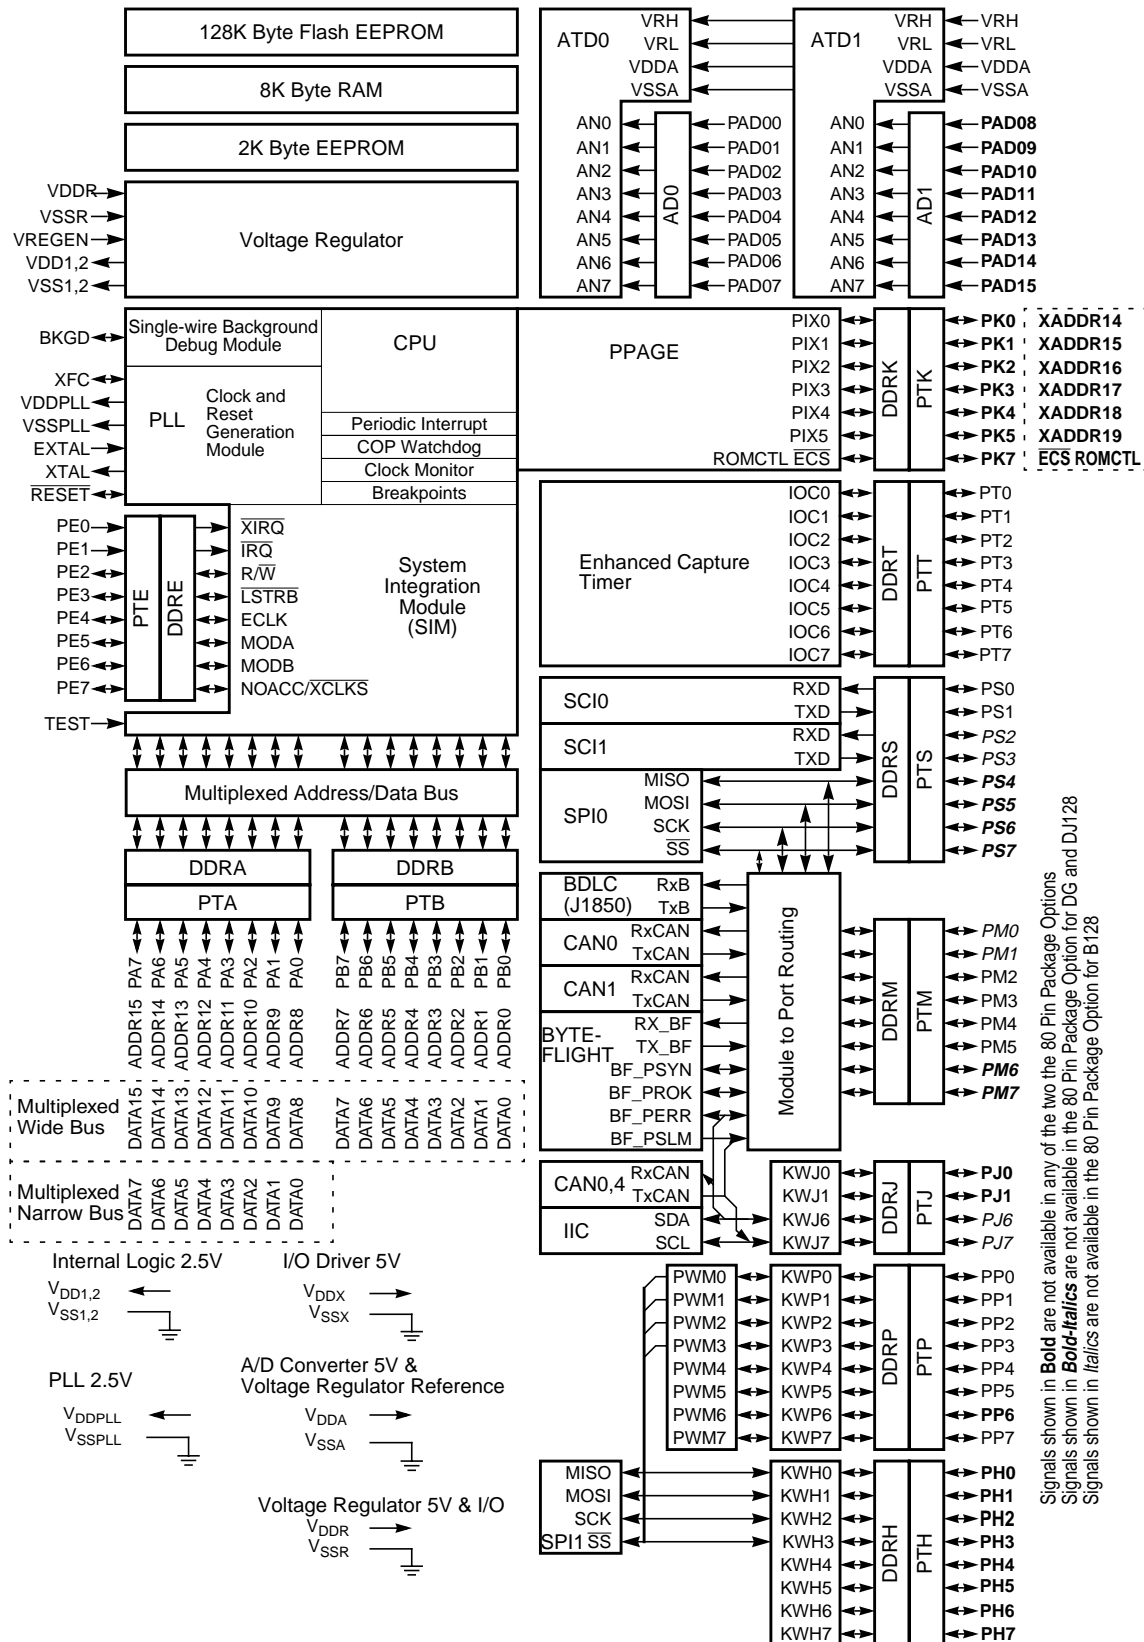 128K Byte Flash EEPROM
8K Byte RAM
2K Byte EEPROM
VDDR
VSSR
VREGEN
VDD1,2
VSS1,2
Voltage Regulator
ATD0
VRH
VRL
VDDA
VSSA
ATD1
VRH
VRL
VDDA
VSSA
VRH
VRL
VDDA
VSSA
AN0
AN1
AN2
AN3
AN4
AN5
AN6
AN7
AD0
PAD00
PAD01
PAD02
PAD03
PAD04
PAD05
PAD06
PAD07
AN0
AN1
AN2
AN3
AN4
AN5
AN6
AN7
AD1
PAD08
PAD09
PAD10
PAD11
PAD12
PAD13
PAD14
PAD15
BKGD
XFC
VDDPLL
VSSPLL
EXTAL
XTAL
RESET
Single-wire Background
Debug Module
CPU
PLL
Clock and
Reset
Generation
Module
Periodic Interrupt
COP Watchdog
Clock Monitor
Breakpoints
PPAGE
PIX0
PIX1
PIX2
PIX3
PIX4
PIX5
ROMCTL ECS
DDRK
PTK
PK0 XADDR14
PK1 XADDR15
PK2 XADDR16
PK3 XADDR17
PK4 XADDR18
PK5 XADDR19
PK7 ECS ROMCTL
PE0
PE1
PE2
PE3
PE4
PE5
PE6
PE7
TEST
PTE
DDRE
XIRQ
IRQ
R/W
LSTRB
ECLK
MODA
MODB
NOACC/XCLKS
System
Integration
Module
(SIM)
Enhanced Capture
Timer
IOC0
IOC1
IOC2
IOC3
IOC4
IOC5
IOC6
IOC7
DDRT
PTT
PT0
PT1
PT2
PT3
PT4
PT5
PT6
PT7
SCI0
RXD
TXD
SCI1
RXD
TXD
SPI0
MISO
MOSI
SCK
SS
DDRS
PTS
PS0
PS1
PS2
PS3
PS4
PS5
PS6
PS7
Multiplexed Address/Data Bus
DDRA
DDRB
PTA
PTB
PA7
PA6
PA5
PA4
PA3
PA2
PA1
PA0
PB7
PB6
PB5
PB4
PB3
PB2
PB1
PB0
ADDR15
ADDR14
ADDR13
ADDR12
ADDR11
ADDR10
ADDR9
ADDR8
ADDR7
ADDR6
ADDR5
ADDR4
ADDR3
ADDR2
ADDR1
ADDR0
Multiplexed
Wide Bus
DATA15
DATA14
DATA13
DATA12
DATA11
DATA10
DATA9
DATA8
DATA7
DATA6
DATA5
DATA4
DATA3
DATA2
DATA1
DATA0
Multiplexed
Narrow Bus
DATA7
DATA6
DATA5
DATA4
DATA3
DATA2
DATA1
DATA0
BDLC
(J1850)
RxB
TxB
CAN0
RxCAN
TxCAN
CAN1
RxCAN
TxCAN
BYTE-
FLIGHT
RX_BF
TX_BF
BF_PSYN
BF_PROK
BF_PERR
BF_PSLM
Module to Port Routing
DDRM
PTM
PM0
PM1
PM2
PM3
PM4
PM5
PM6
PM7
CAN0,4
RxCAN
TxCAN
IIC
SDA
SCL
KWJ0
KWJ1
KWJ6
KWJ7
DDRJ
PTJ
PJ0
PJ1
PJ6
PJ7
PWM0
PWM1
PWM2
PWM3
PWM4
PWM5
PWM6
PWM7
KWP0
KWP1
KWP2
KWP3
KWP4
KWP5
KWP6
KWP7
DDRP
PTP
PP0
PP1
PP2
PP3
PP4
PP5
PP6
PP7
MISO
MOSI
SCK
SPI1 SS
KWH0
KWH1
KWH2
KWH3
KWH4
KWH5
KWH6
KWH7
DDRH
PTH
PH0
PH1
PH2
PH3
PH4
PH5
PH6
PH7
Internal Logic 2.5V
VDD1,2
VSS1,2
I/O Driver 5V
VDDX
VSSX
PLL 2.5V
VDDPLL
VSSPLL
A/D Converter 5V &
Voltage Regulator Reference
VDDA
VSSA
Voltage Regulator 5V & I/O
VDDR
VSSR
Signals shown in Bold are not available in any of the two the 80 Pin Package Options
Signals shown in Bold-Italics are not available in the 80 Pin Package Option for DG and DJ128
Signals shown in Italics are not available in the 80 Pin Package Option for B128